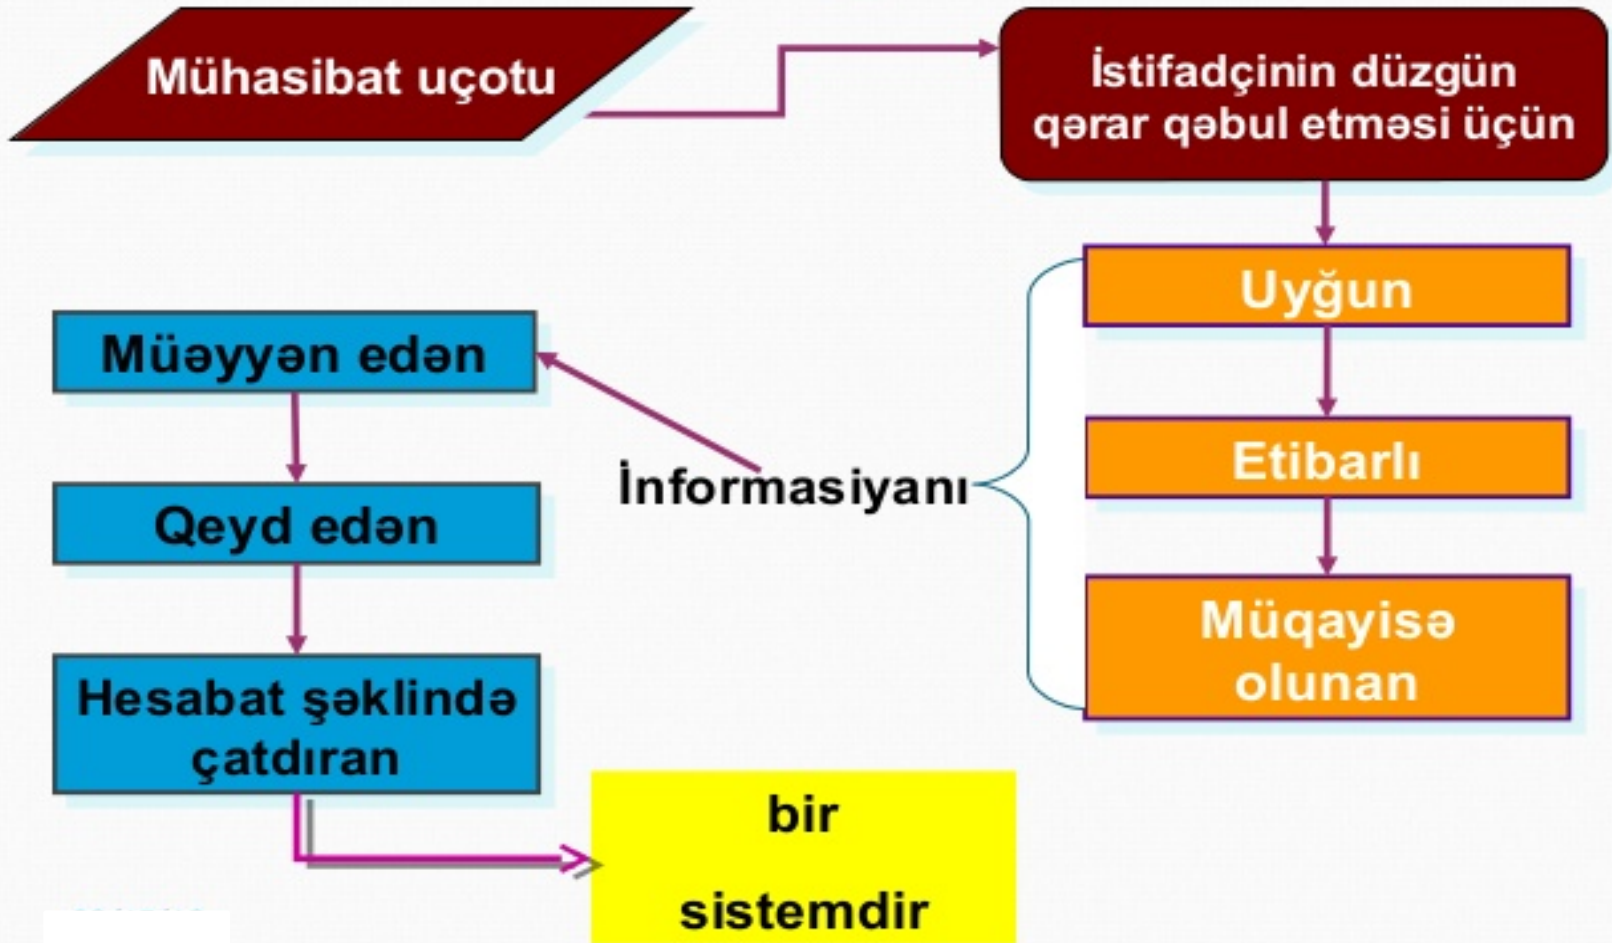 Mühasibat uçotu
İstifadçinin düzgün
qərar qəbul etməsi üçün
Uyğun
Etibarlı
Müqayisə
olunan
İnformasiyanı
Müəyyən edən
Qeyd edən
Hesabat şəklində
çatdıran
bir
sistemdir